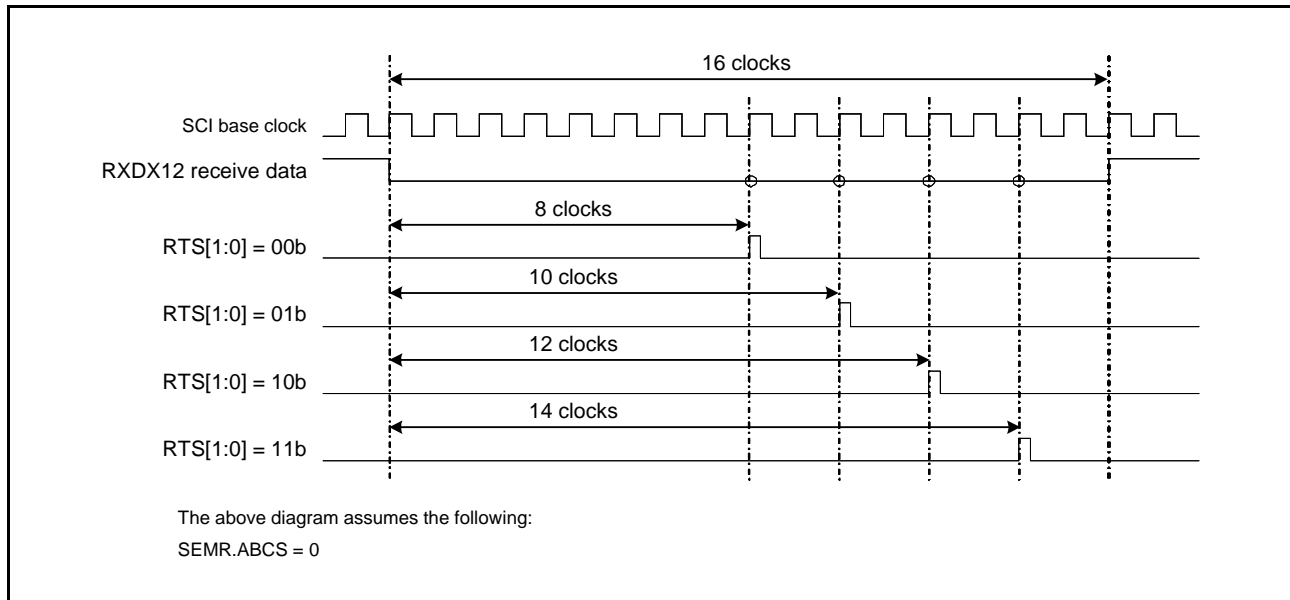 16 clocks
SCI base clock
RXDX12 receive data
8 clocks
RTS[1:0] = 00b
10 clocks
RTS[1:0] = 01b
12 clocks
RTS[1:0] = 10b
14 clocks
RTS[1:0] = 11b
The above diagram assumes the following:
SEMR.ABCS = 0